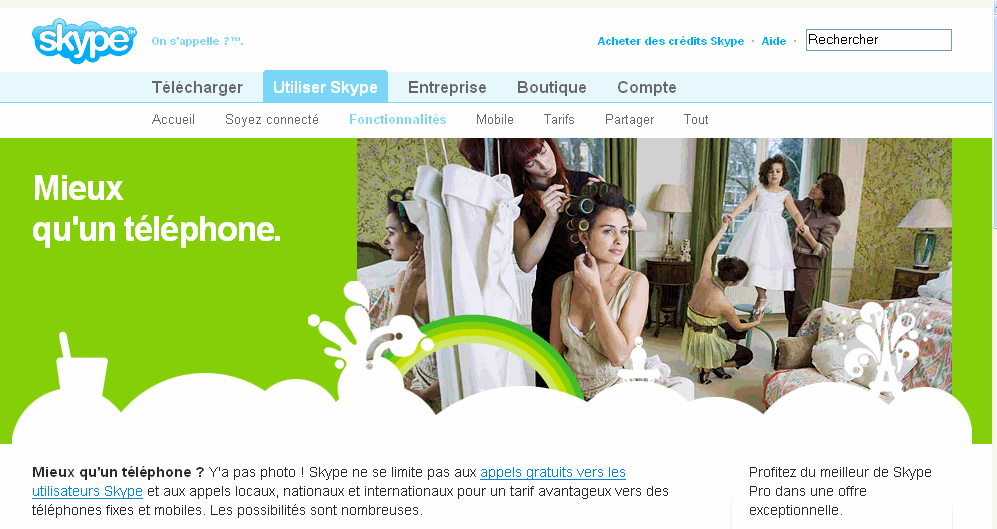 skype™
On s'appelle ?™.
Acheter des crédits Skype · Aide ·
Rechercher
Télécharger Utiliser Skype Entreprise Boutique Compte
Accueil Soyez connecté Fonctionnalités Mobile Tarifs Partager Tout
Mieux
qu'un téléphone.
Mieux qu'un téléphone ? Y'a pas photo ! Skype ne se limite pas aux appels gratuits vers les
utilisateurs Skype et aux appels locaux, nationaux et internationaux pour un tarif avantageux vers des
téléphones fixes et mobiles. Les possibilités sont nombreuses.
Profitez du meilleur de Skype
Pro dans une offre
exceptionnelle.